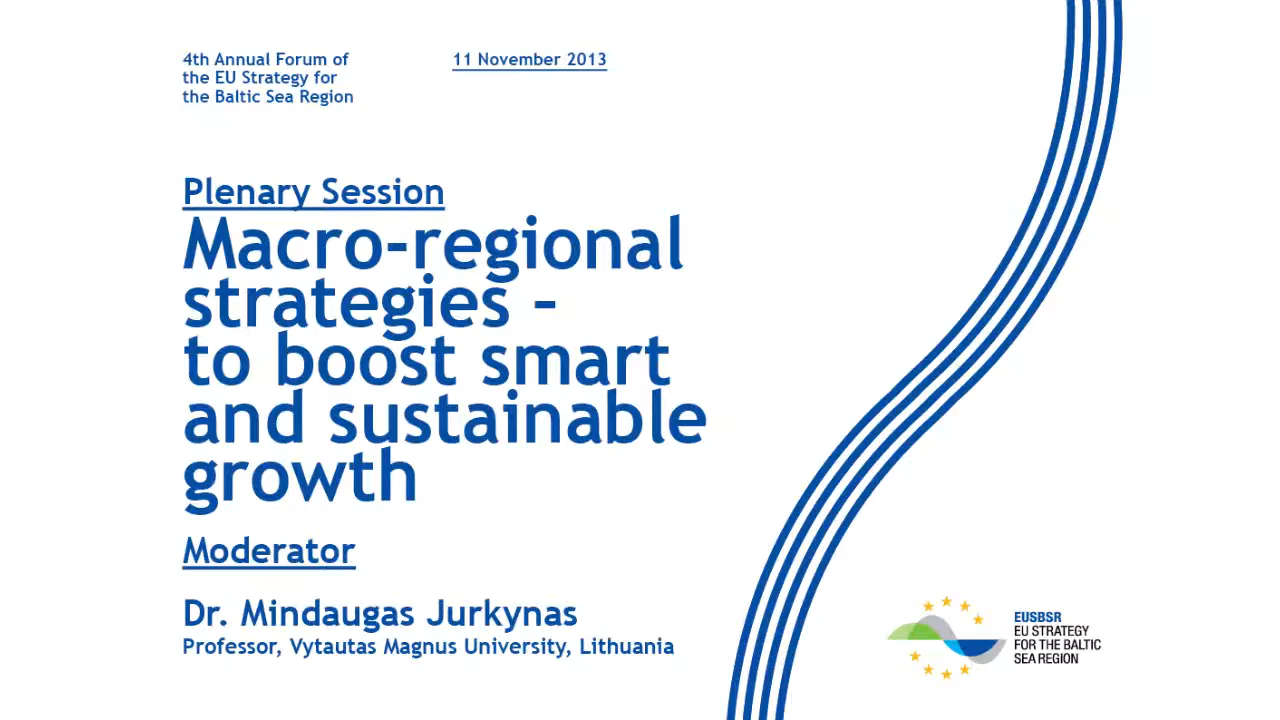 4th Annual Forum of
the EU Strategy for
the Baltic Sea Region
11 November 2013
Plenary Session
Macro-regional
strategies –
to boost smart
and sustainable
growth
Moderator
Dr. Mindaugas Jurkynas
Professor, Vytautas Magnus University, Lithuania
EUSBSR
EU STRATEGY
FOR THE BALTIC
SEA REGION